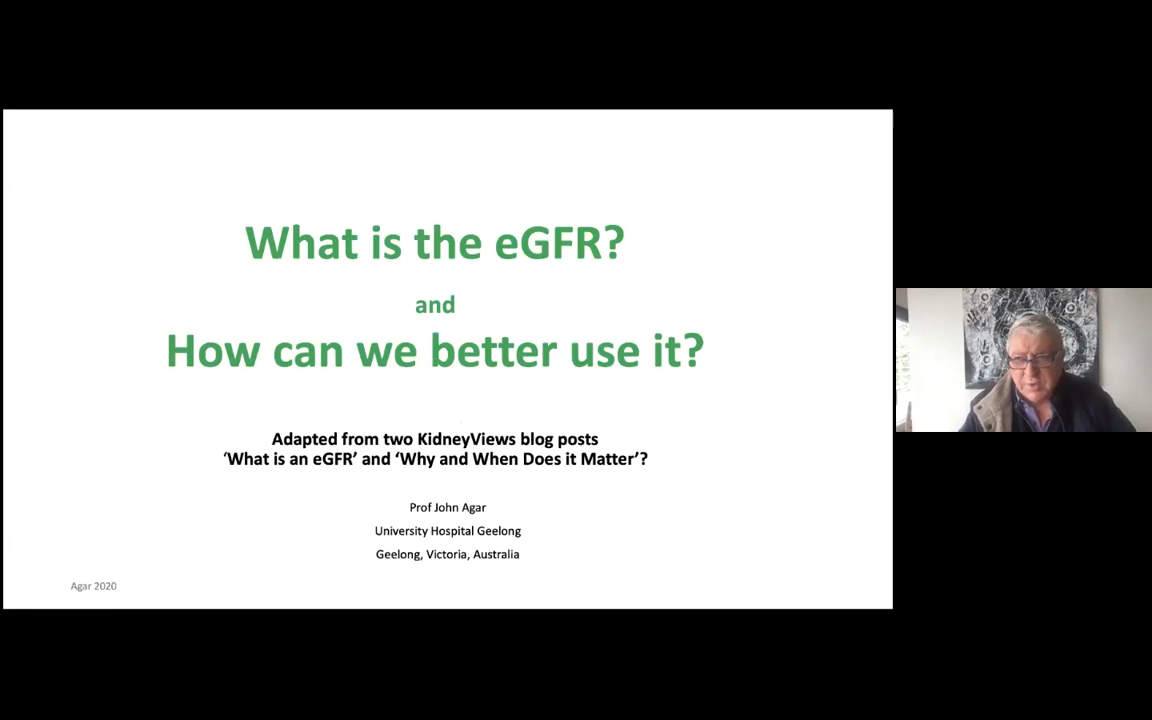 What is the eGFR?
and
How can we better use it?
Adapted from two KidneyViews blog posts
‘What is an eGFR’ and ‘Why and When Does it Matter’?
Prof John Agar
University Hospital Geelong
Geelong, Victoria, Australia
Agar 2020